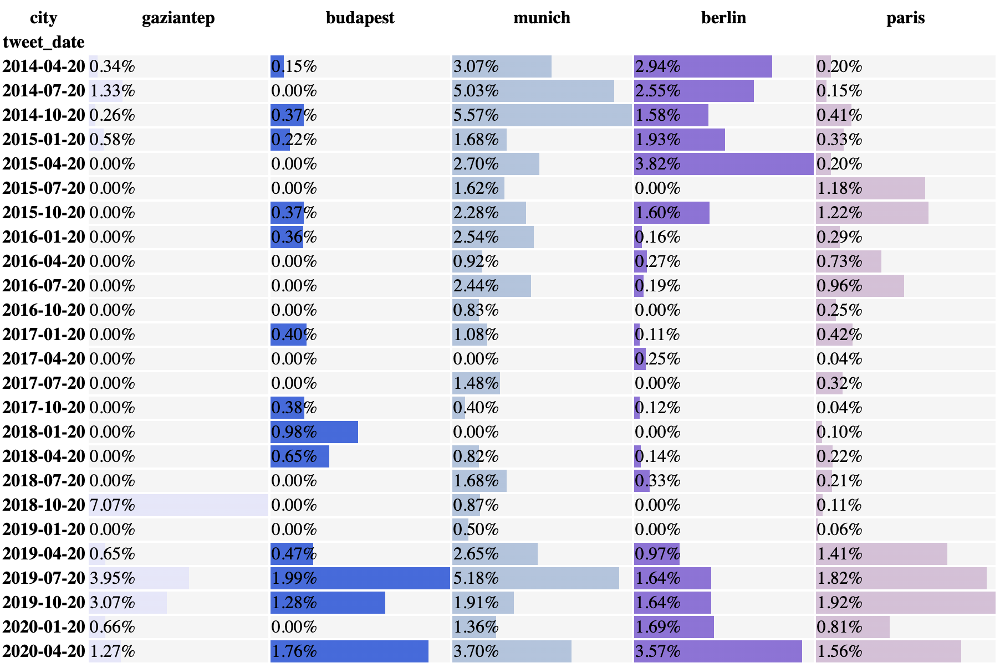 city gaziantep budapest munich berlin paris
tweet_date
2014-04-20 0.34% 0.15% 3.07% 2.94% 0.20%
2014-07-20 1.33% 0.00% 5.03% 2.55% 0.15%
2014-10-20 0.26% 0.37% 5.57% 1.58% 0.41%
2015-01-20 0.58% 0.22% 1.68% 1.93% 0.33%
2015-04-20 0.00% 0.00% 2.70% 3.82% 0.20%
2015-07-20 0.00% 0.00% 1.62% 0.00% 1.18%
2015-10-20 0.00% 0.37% 2.28% 1.60% 1.22%
2016-01-20 0.00% 0.36% 2.54% 0.16% 0.29%
2016-04-20 0.00% 0.00% 0.92% 0.27% 0.73%
2016-07-20 0.00% 0.00% 2.44% 0.19% 0.96%
2016-10-20 0.00% 0.00% 0.83% 0.00% 0.25%
2017-01-20 0.00% 0.40% 1.08% 0.11% 0.42%
2017-04-20 0.00% 0.00% 0.00% 0.25% 0.04%
2017-07-20 0.00% 0.00% 1.48% 0.00% 0.32%
2017-10-20 0.00% 0.38% 0.40% 0.12% 0.04%
2018-01-20 0.00% 0.98% 0.00% 0.00% 0.10%
2018-04-20 0.00% 0.65% 0.82% 0.14% 0.22%
2018-07-20 0.00% 0.00% 1.68% 0.33% 0.21%
2018-10-20 7.07% 0.00% 0.87% 0.00% 0.11%
2019-01-20 0.00% 0.00% 0.50% 0.00% 0.06%
2019-04-20 0.65% 0.47% 2.65% 0.97% 1.41%
2019-07-20 3.95% 1.99% 5.18% 1.64% 1.82%
2019-10-20 3.07% 1.28% 1.91% 1.64% 1.92%
2020-01-20 0.66% 0.00% 1.36% 1.69% 0.81%
2020-04-20 1.27% 1.76% 3.70% 3.57% 1.56%